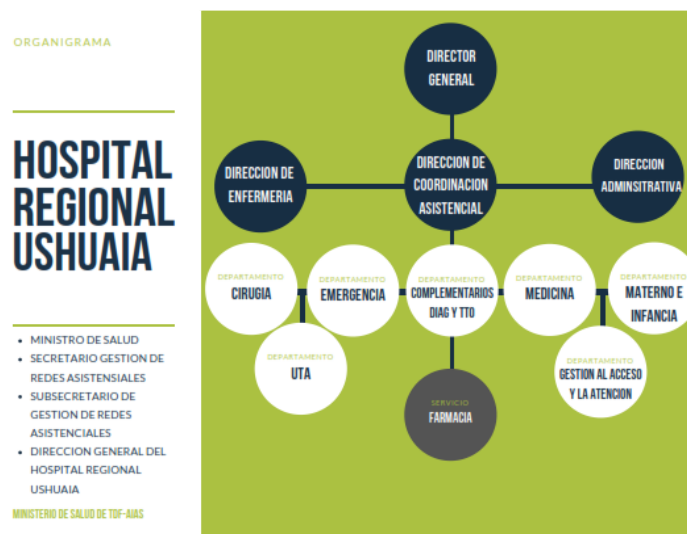 ORGANIGRAMA
HOSPITAL
REGIONAL
USHUAIA
• MINISTRO DE SALUD
• SECRETARIO GESTION DE
REDES ASISTENSIALES
• SUBSECRETARIO DE
GESTION DE REDES
ASISTENCIALES
• DIRECCION GENERAL DEL
HOSPITAL REGIONAL
USHUAIA
MINISTERIO DE SALUD DE TDF-AIAS
DIRECTOR
GENERAL
DIRECCION DE
ENFERMERIA
DIRECCION DE
COORDINACION
ASISTENCIAL
DIRECCION
ADMINSITRATIVA
DEPARTAMENTO
CIRUGIA
DEPARTAMENTO
EMERGENCIA
DEPARTAMENTO
COMPLEMENTARIOS
DIAG Y TTO
DEPARTAMENTO
MEDICINA
DEPARTAMENTO
MATERNO E
INFANCIA
DEPARTAMENTO
UTA
DEPARTAMENTO
GESTION AL ACCESO
Y LA ATENCION
SERVICIO
FARMACIA